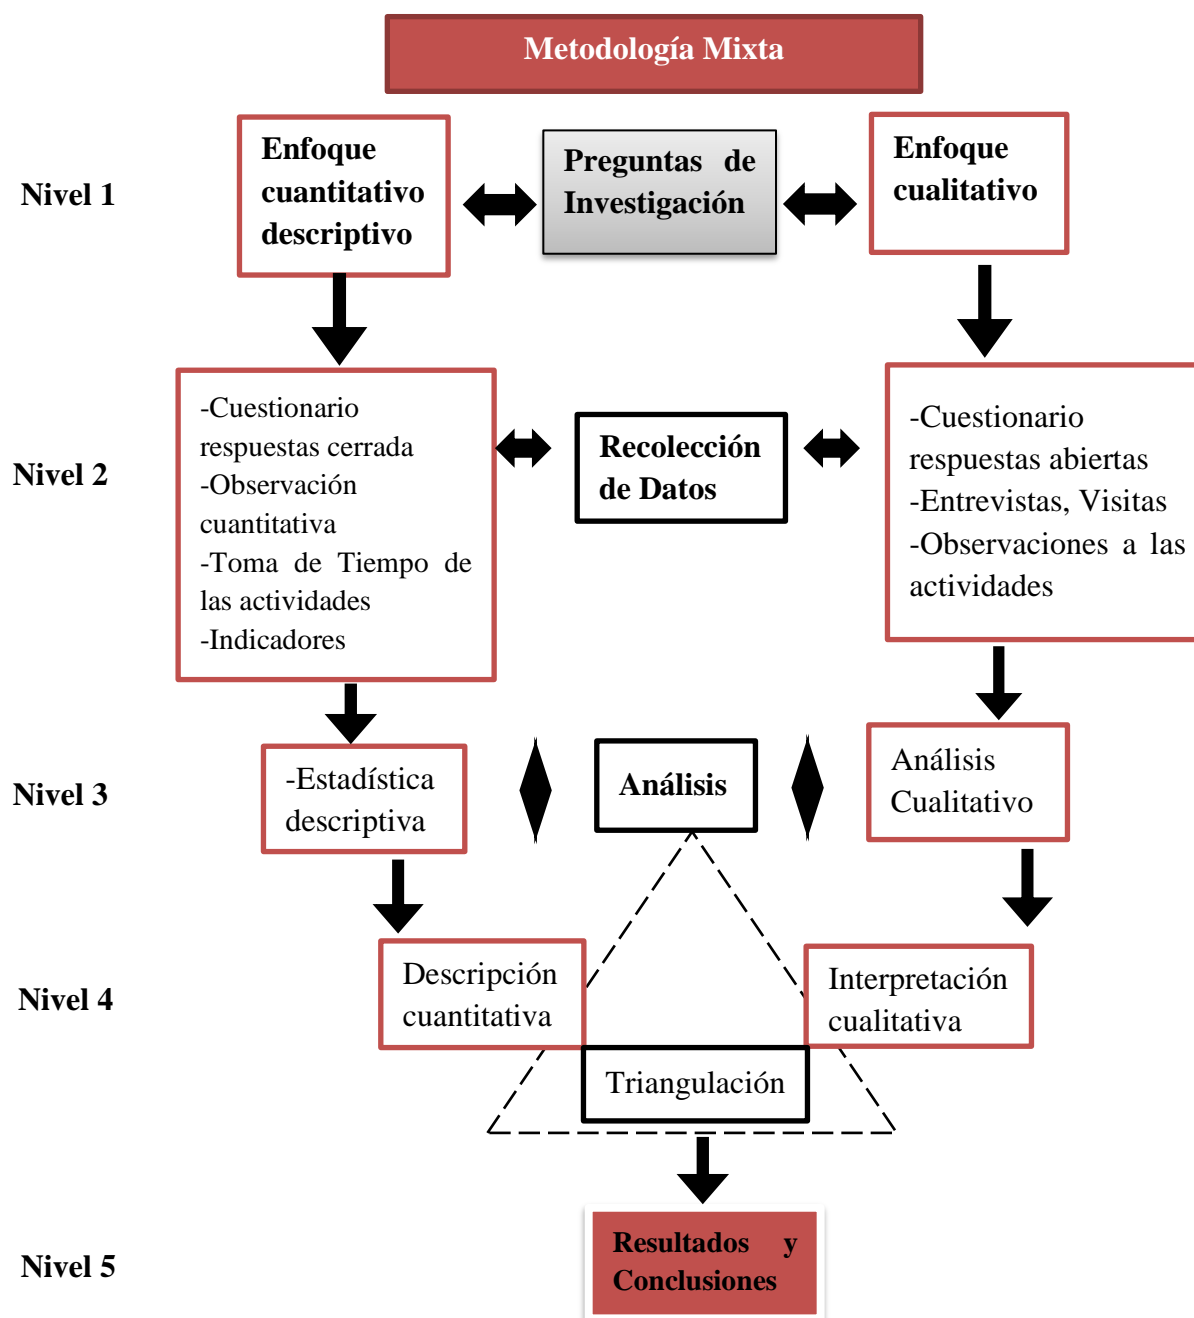 Metodología Mixta
Nivel 1
Enfoque
cuantitativo
descriptivo
Preguntas de
Investigación
Enfoque
cualitativo
Nivel 2
-Cuestionario
respuestas cerrada
-Observación
cuantitativa
-Toma de Tiempo de
las actividades
-Indicadores
Recolección
de Datos
-Cuestionario
respuestas abiertas
-Entrevistas, Visitas
-Observaciones a las
actividades
Nivel 3
-Estadística
descriptiva
Análisis
Análisis
Cualitativo
Nivel 4
Descripción
cuantitativa
Interpretación
cualitativa
Triangulación
Nivel 5
Resultados y
Conclusiones